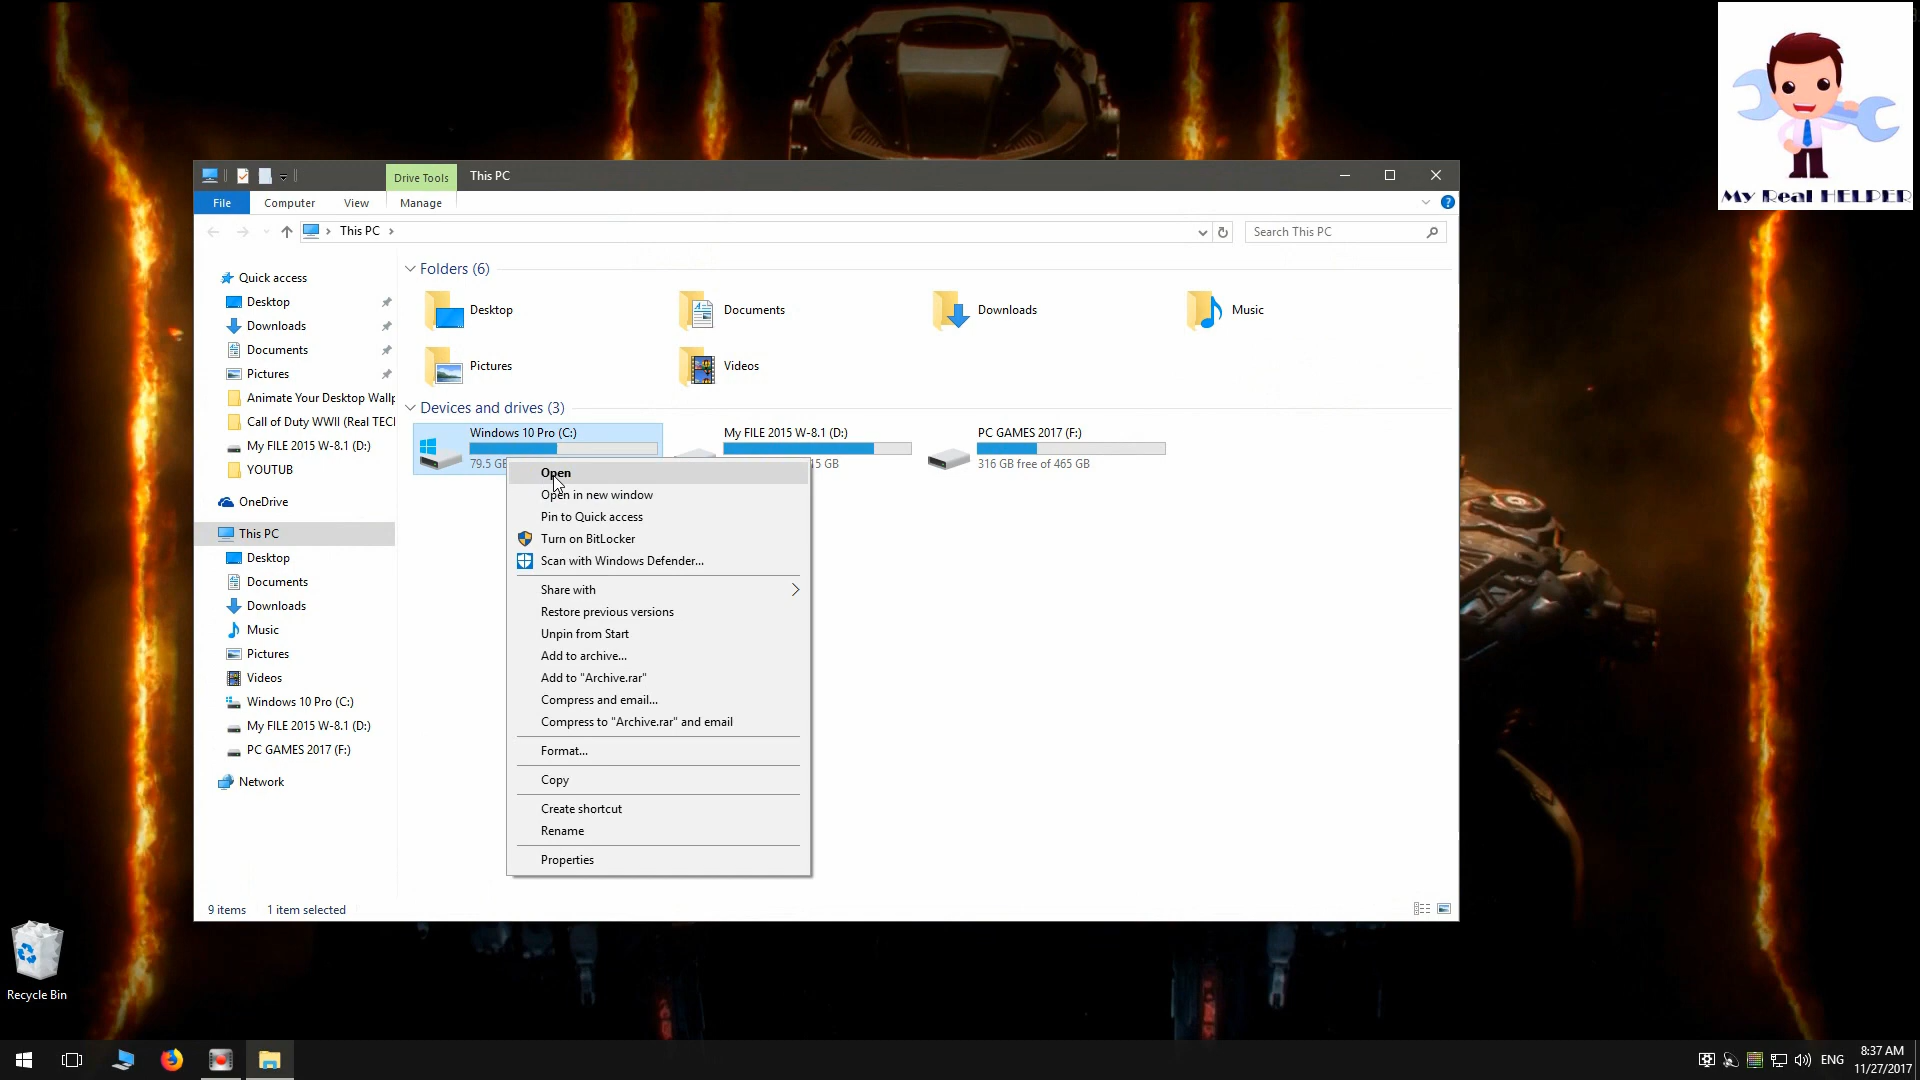 My Real HELPER
Drive Tools
This PC
File
Computer
View
Manage
This PC
Search This PC
Quick access
Desktop
Downloads
Documents
Pictures
Animate Your Desktop Wallp
Call of Duty WWII (Real TECI
My FILE 2015 W-8.1 (D:)
YOUTUB
OneDrive
This PC
Desktop
Documents
Downloads
Music
Pictures
Videos
Windows 10 Pro (C:)
My FILE 2015 W-8.1 (D:)
PC GAMES 2017 (F:)
Network
Folders (6)
Desktop
Documents
Downloads
Music
Pictures
Videos
Devices and drives (3)
Windows 10 Pro (C:)
79.5 GB
My FILE 2015 W-8.1 (D:)
5 GB
PC GAMES 2017 (F:)
316 GB free of 465 GB
Open
Open in new window
Pin to Quick access
Turn on BitLocker
Scan with Windows Defender...
Share with
Restore previous versions
Unpin from Start
Add to archive...
Add to "Archive.rar"
Compress and email...
Compress to "Archive.rar" and email
Format...
Copy
Create shortcut
Rename
Properties
9 items
1 item selected
Recycle Bin
ENG
8:37 AM
11/27/2017